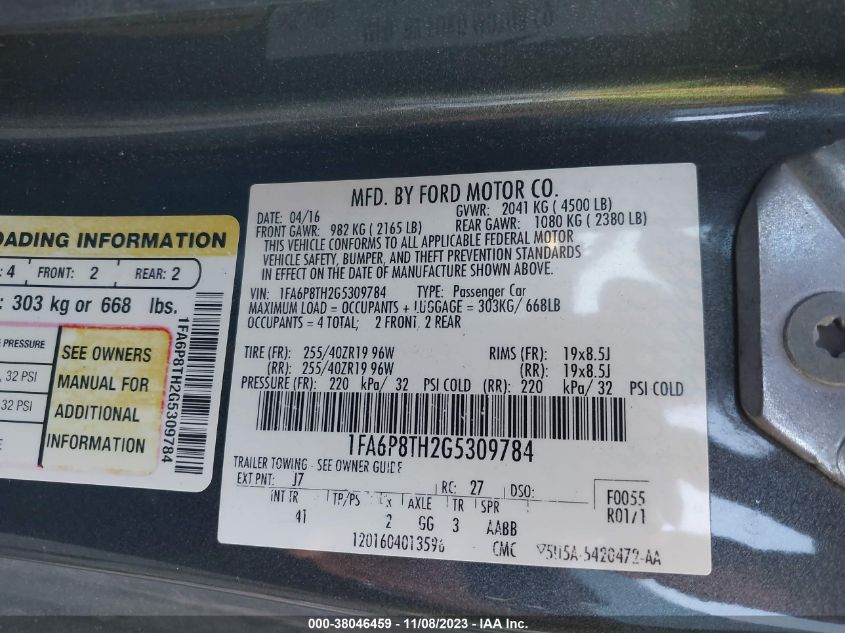 MFD. BY FORD MOTOR CO.
DATE: 04/16 GVWR: 2041 KG ( 4500 LB)
FRONT GAWR: 982 KG ( 2165 LB) REAR GAWR: 1080 KG ( 2380 LB)
THIS VEHICLE CONFORMS TO ALL APPLICABLE FEDERAL MOTOR
VEHICLE SAFETY, BUMPER, AND THEFT PREVENTION STANDARDS
IN EFFECT ON THE DATE OF MANUFACTURE SHOWN ABOVE.
VIN: 1FA6P8TH2G5309784 TYPE: Passenger Car
MAXIMUM LOAD = OCCUPANTS + LUGGAGE = 303KG/ 668LB
OCCUPANTS = 4 TOTAL; 2 FRONT, 2 REAR
TIRE (FR): 255/40ZR19 96W RIMS (FR): 19x8.5J
(RR): 255/40ZR19 96W (RR): 19x8.5J
PRESSURE (FR): 220 kPa/ 32 PSI COLD (RR): 220 kPa/ 32 PSI COLD
1FA6P8TH2G5309784
TRAILER TOWING - SEE OWNER GUIDE
EXT PNT: J7 RC: 27 DSO: F0055
INT TR TP/PS AXLE TR SPR R01/1
41 2 GG 3 AABB
1201604013596 CMC 5U5A-5420472-AA
LOADING INFORMATION
: 4 FRONT: 2 REAR: 2
: 303 kg or 668 lbs.
PRESSURE
, 32 PSI
32 PSI
SEE OWNERS
MANUAL FOR
ADDITIONAL
INFORMATION
1FA6P8TH2G5309784
000-38046459 - 11/08/2023 - IAA Inc.